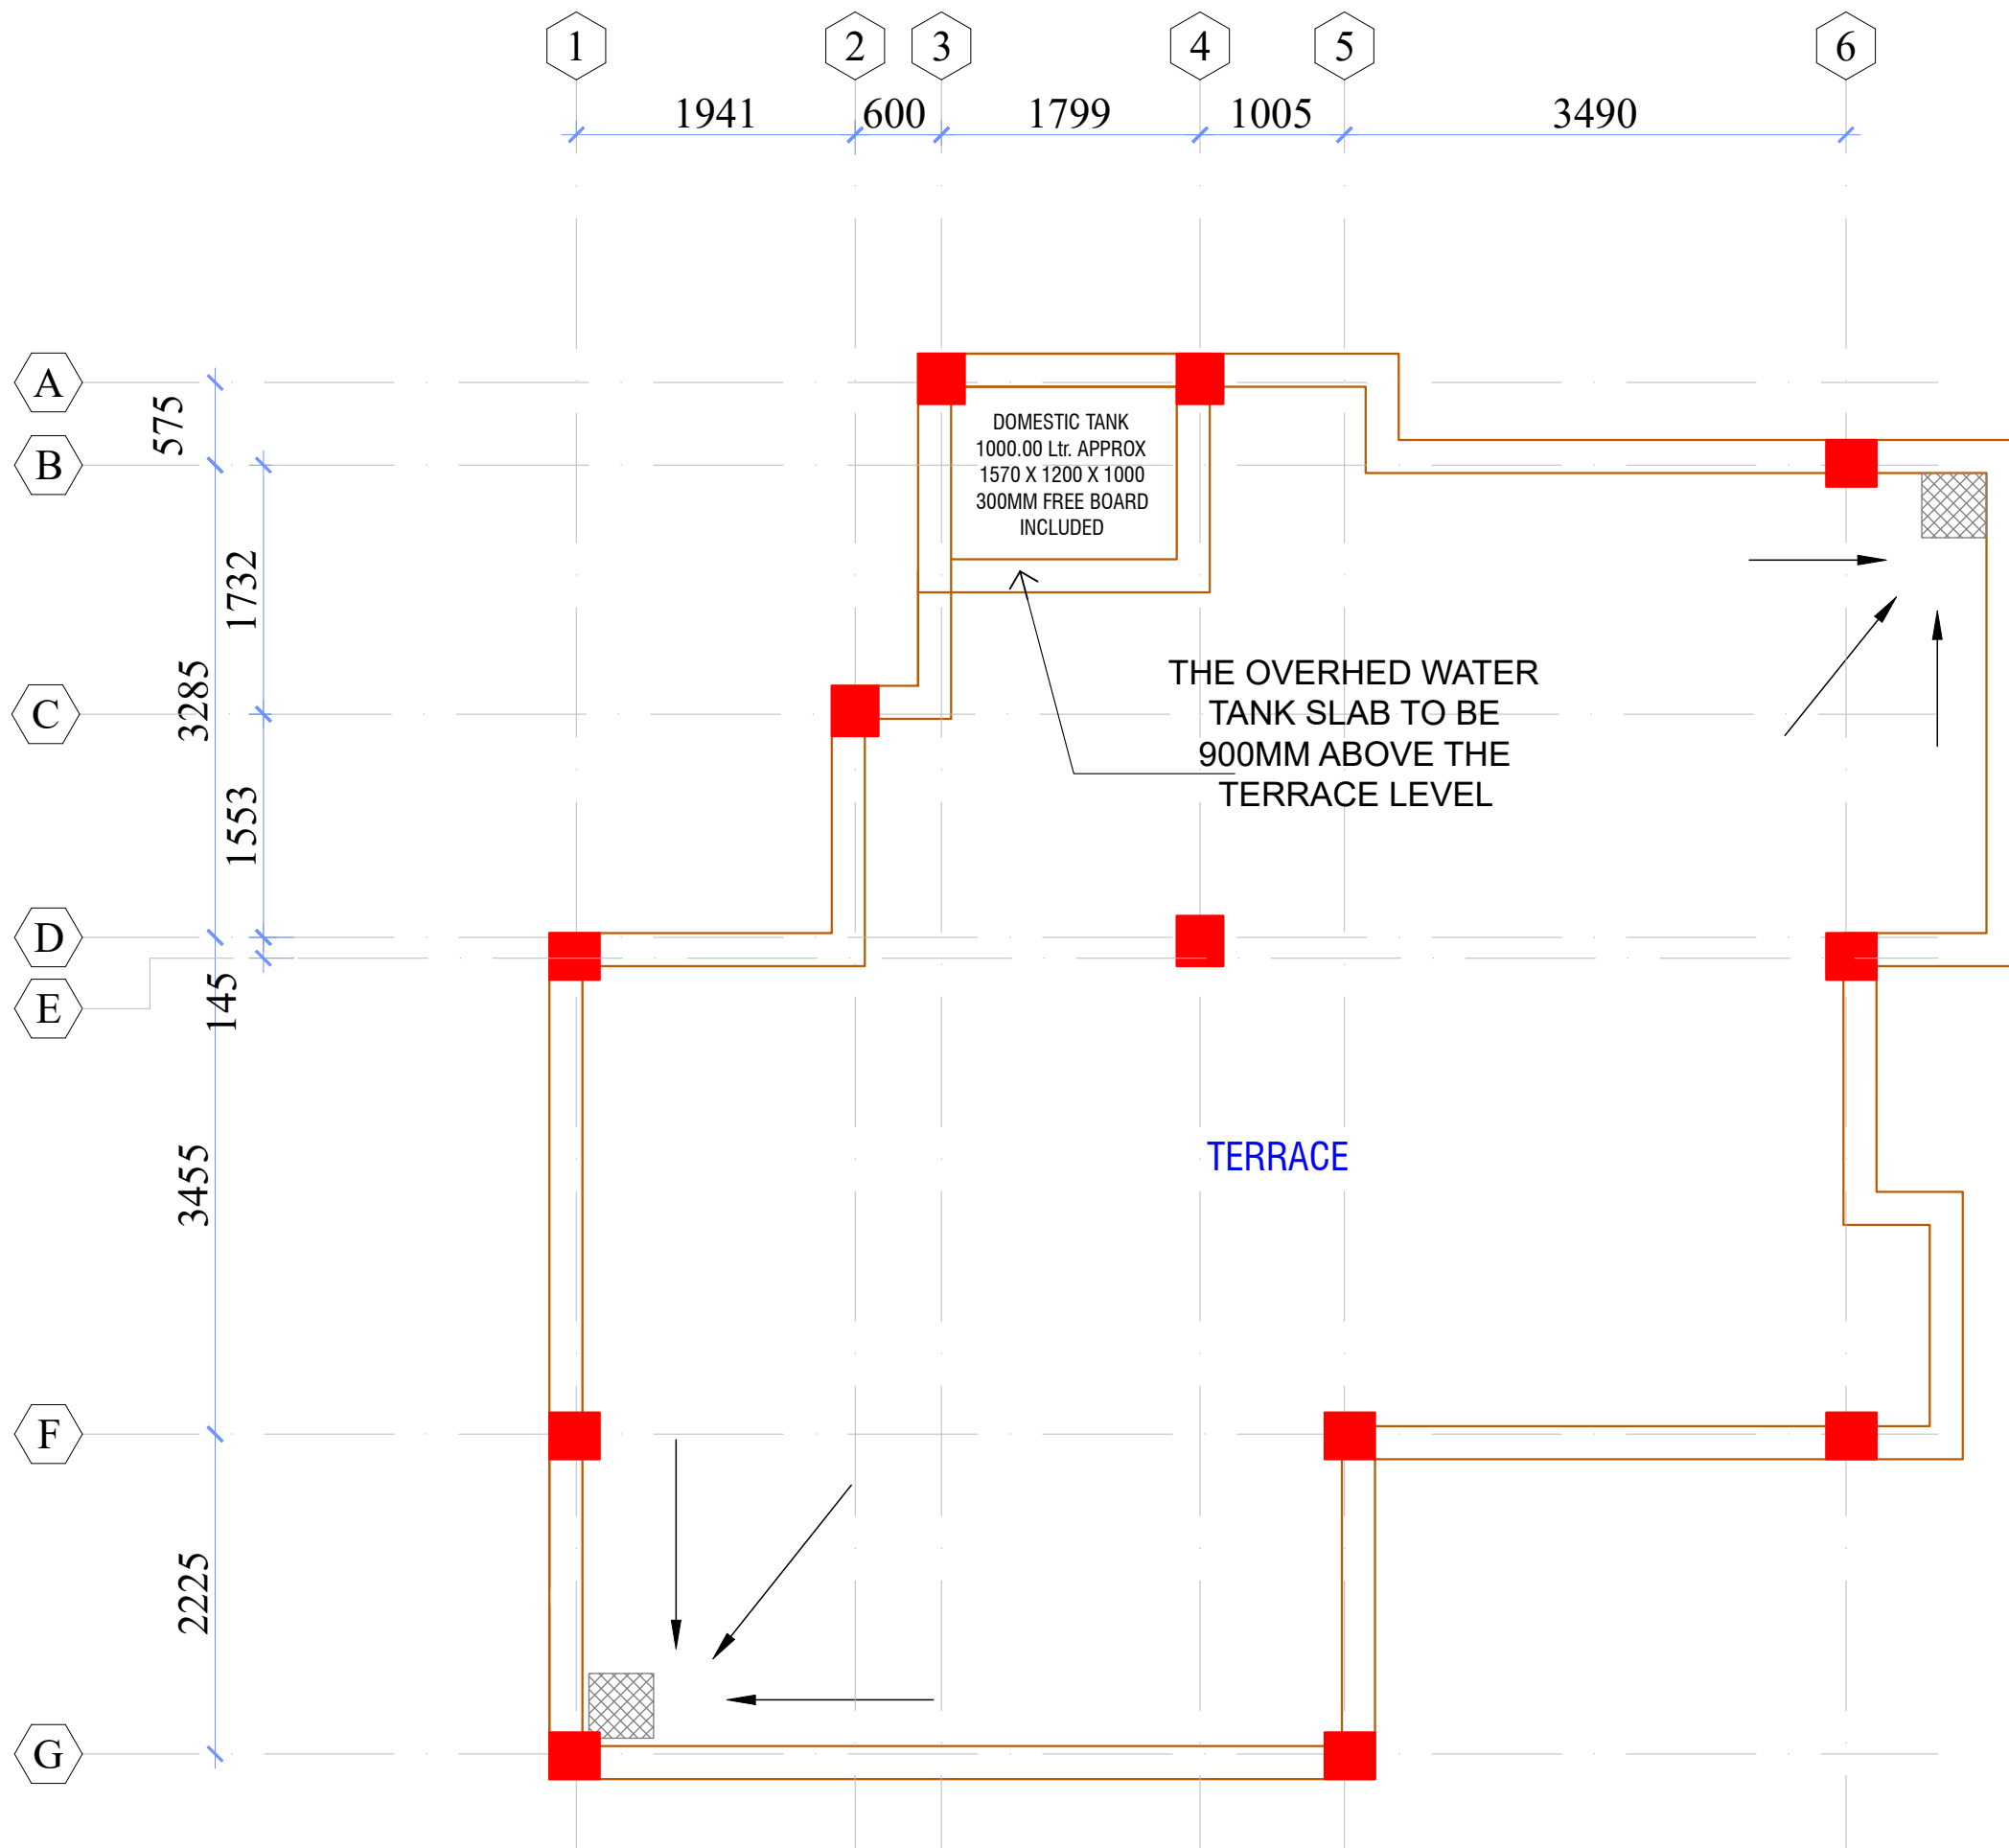 1
2
3
4
5
6
1941
600
1799
1005
3490
A
575
B
DOMESTIC TANK
1000.00 Ltr. APPROX
1570 X 1200 X 1000
300MM FREE BOARD
INCLUDED
1732
3285
C
THE OVERHED WATER
TANK SLAB TO BE
900MM ABOVE THE
TERRACE LEVEL
1553
D
145
E
3455
TERRACE
F
2225
G